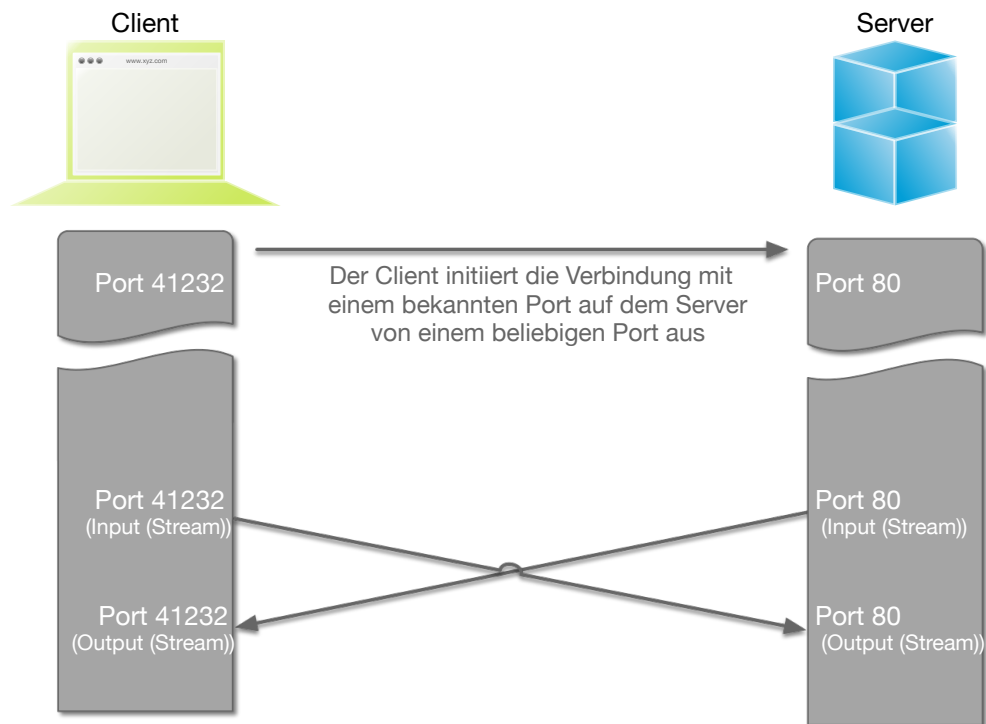 Client
Server
www.xyz.com
Port 41232
Der Client initiiert die Verbindung mit
einem bekannten Port auf dem Server
von einem beliebigen Port aus
Port 80
Port 41232
(Input (Stream))
Port 80
(Input (Stream))
Port 41232
(Output (Stream))
Port 80
(Output (Stream))